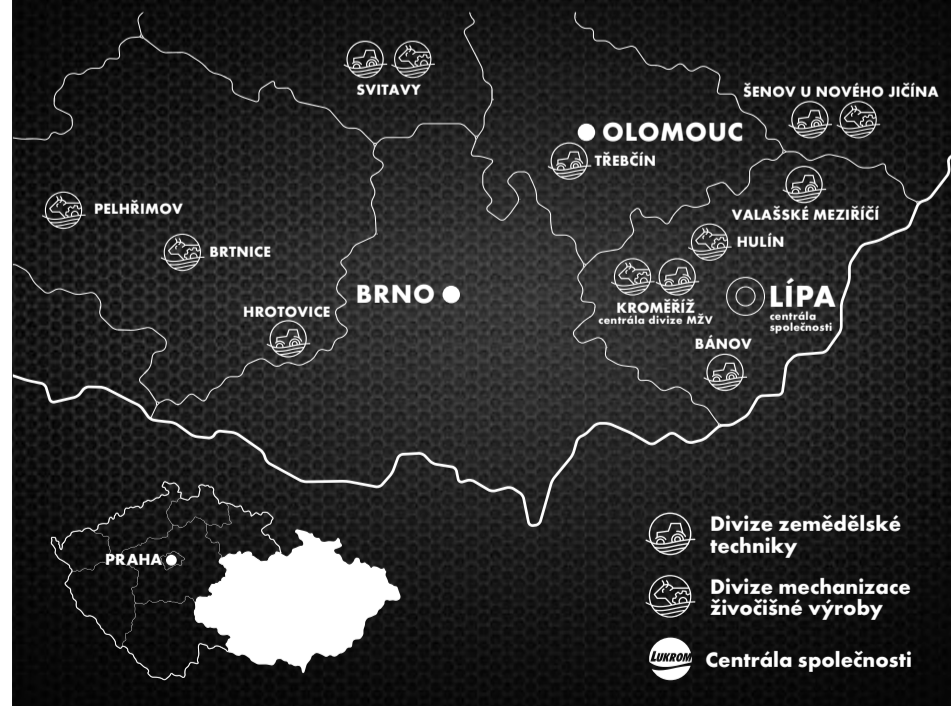 SVITAVY
ŠENOV U NOVÉHO JIČÍNA
OLOMOUC
TŘEBČÍN
PELHŘIMOV
VALAŠSKÉ MEZIŘÍČÍ
BRTNICE
HULÍN
BRNO
LÍPA
centrála
společnosti
KROMĚŘÍŽ
centrála divize MŽV
HROTOVICE
BÁNOV
PRAHA
Divize zemědělské
techniky
Divize mechanizace
živočišné výroby
LUKROM
Centrála společnosti